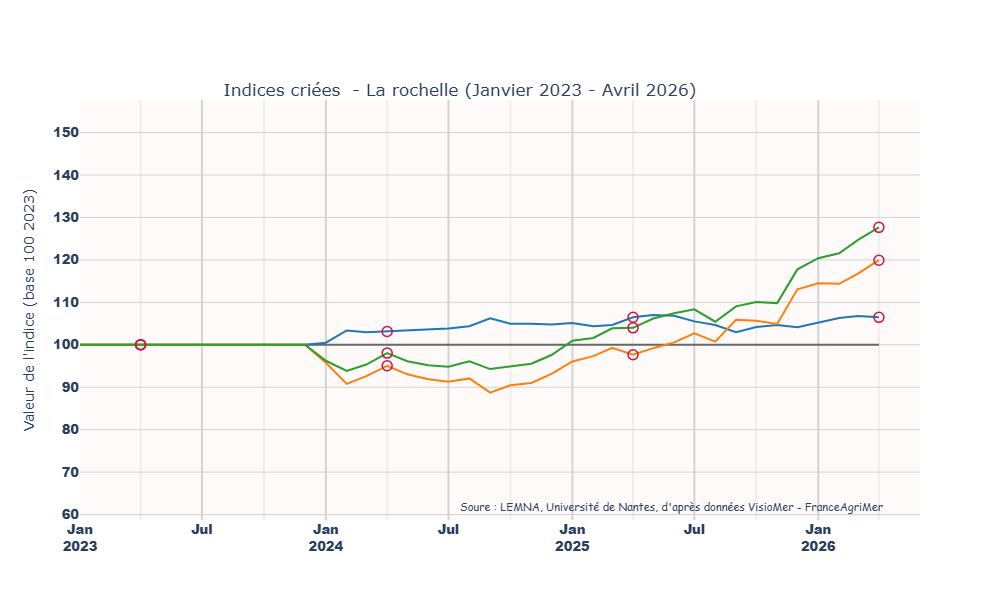 Indices criées  - La rochelle (Janvier 2023 - Avril 2026)
Valeur de l'indice (base 100 2023)
150
140
130
120
110
100
90
80
70
60
Soure : LEMNA, Université de Nantes, d'après données VisioMer - FranceAgriMer
Jan Jul Jan Jul Jan Jul Jan
2023 2024 2025 2026